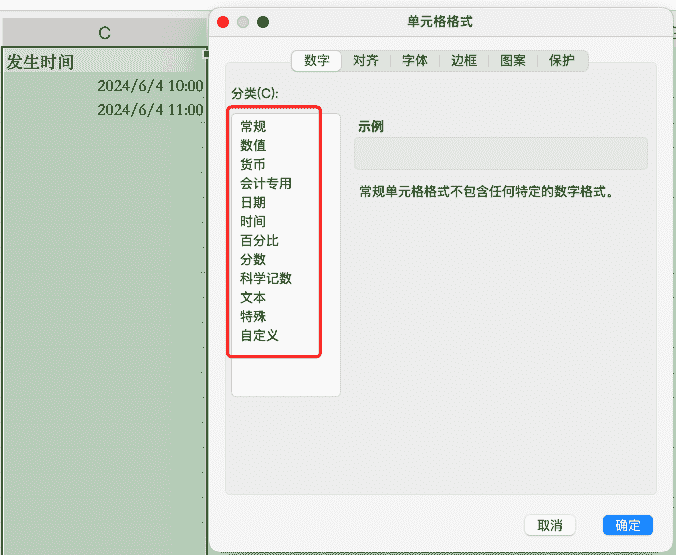 单元格格式
C
发生时间
2024/6/4 10:00
2024/6/4 11:00
数字 对齐 字体 边框 图案 保护
分类(C):
常规
数值
货币
会计专用
日期
时间
百分比
分数
科学记数
文本
特殊
自定义
示例
常规单元格格式不包含任何特定的数字格式。
取消 确定